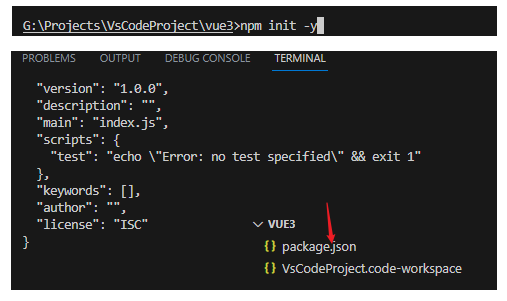 G:\Projects\VsCodeProject\vue3>npm init -y
PROBLEMS OUTPUT DEBUG CONSOLE TERMINAL
"version": "1.0.0",
"description": "",
"main": "index.js",
"scripts": {
"test": "echo \"Error: no test specified\" && exit 1"
},
"keywords": [],
"author": "",
"license": "ISC"
}
VUE3
{} package.json
{} VsCodeProject.code-workspace